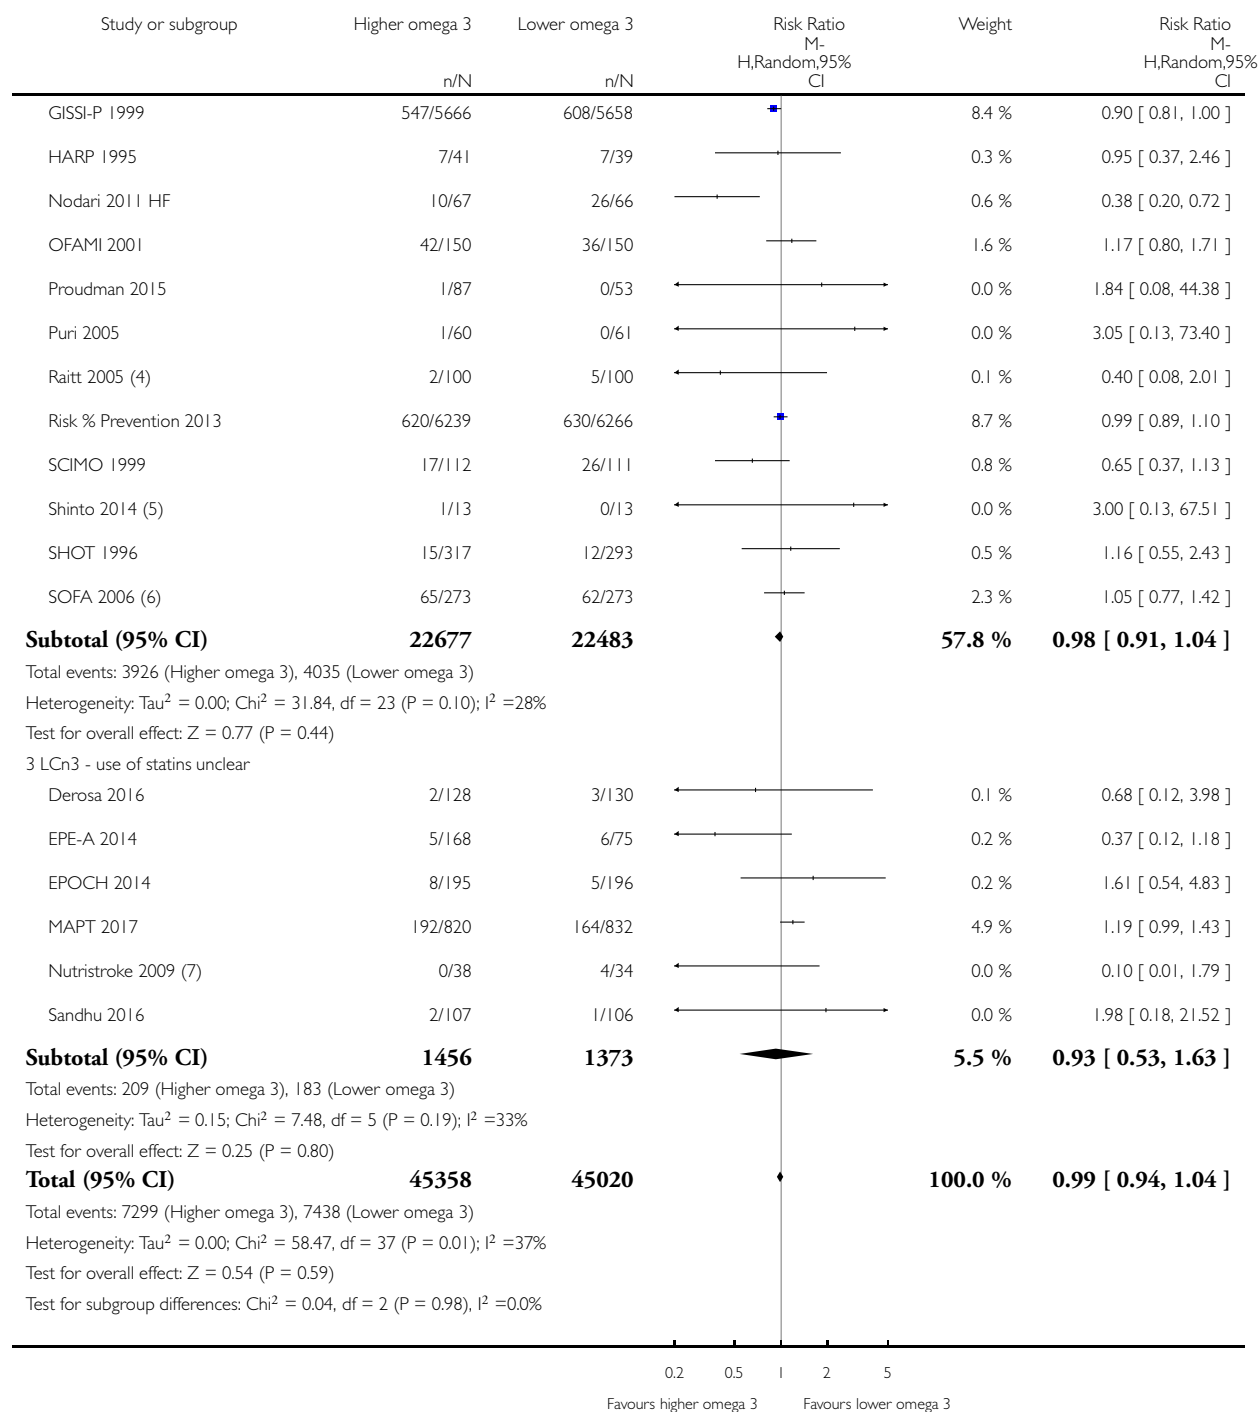 Study or subgroup Higher omega 3 Lower omega 3 Risk Ratio Weight Risk Ratio
M- M-
H,Random,95% H,Random,95%
n/N n/N CI CI
GISSI-P 1999 547/5666 608/5658 8.4 % 0.90 [ 0.81, 1.00 ]
HARP 1995 7/41 7/39 0.3 % 0.95 [ 0.37, 2.46 ]
Nodari 2011 HF 10/67 26/66 0.6 % 0.38 [ 0.20, 0.72 ]
OFAMI 2001 42/150 36/150 1.6 % 1.17 [ 0.80, 1.71 ]
Proudman 2015 1/87 0/53 0.0 % 1.84 [ 0.08, 44.38 ]
Puri 2005 1/60 0/61 0.0 % 3.05 [ 0.13, 73.40 ]
Raitt 2005 (4) 2/100 5/100 0.1 % 0.40 [ 0.08, 2.01 ]
Risk % Prevention 2013 620/6239 630/6266 8.7 % 0.99 [ 0.89, 1.10 ]
SCIMO 1999 17/112 26/111 0.8 % 0.65 [ 0.37, 1.13 ]
Shinto 2014 (5) 1/13 0/13 0.0 % 3.00 [ 0.13, 67.51 ]
SHOT 1996 15/317 12/293 0.5 % 1.16 [ 0.55, 2.43 ]
SOFA 2006 (6) 65/273 62/273 2.3 % 1.05 [ 0.77, 1.42 ]
Subtotal (95% CI) 22677 22483 57.8 % 0.98 [ 0.91, 1.04 ]
Total events: 3926 (Higher omega 3), 4035 (Lower omega 3)
Heterogeneity: Tau² = 0.00; Chi² = 31.84, df = 23 (P = 0.10); I² =28%
Test for overall effect: Z = 0.77 (P = 0.44)
3 LCn3 - use of statins unclear
Derosa 2016 2/128 3/130 0.1 % 0.68 [ 0.12, 3.98 ]
EPE-A 2014 5/168 6/75 0.2 % 0.37 [ 0.12, 1.18 ]
EPOCH 2014 8/195 5/196 0.2 % 1.61 [ 0.54, 4.83 ]
MAPT 2017 192/820 164/832 4.9 % 1.19 [ 0.99, 1.43 ]
Nutristroke 2009 (7) 0/38 4/34 0.0 % 0.10 [ 0.01, 1.79 ]
Sandhu 2016 2/107 1/106 0.0 % 1.98 [ 0.18, 21.52 ]
Subtotal (95% CI) 1456 1373 5.5 % 0.93 [ 0.53, 1.63 ]
Total events: 209 (Higher omega 3), 183 (Lower omega 3)
Heterogeneity: Tau² = 0.15; Chi² = 7.48, df = 5 (P = 0.19); I² =33%
Test for overall effect: Z = 0.25 (P = 0.80)
Total (95% CI) 45358 45020 100.0 % 0.99 [ 0.94, 1.04 ]
Total events: 7299 (Higher omega 3), 7438 (Lower omega 3)
Heterogeneity: Tau² = 0.00; Chi² = 58.47, df = 37 (P = 0.01); I² =37%
Test for overall effect: Z = 0.54 (P = 0.59)
Test for subgroup differences: Chi² = 0.04, df = 2 (P = 0.98), I² =0.0%
0.2 0.5 1 2 5
Favours higher omega 3 Favours lower omega 3